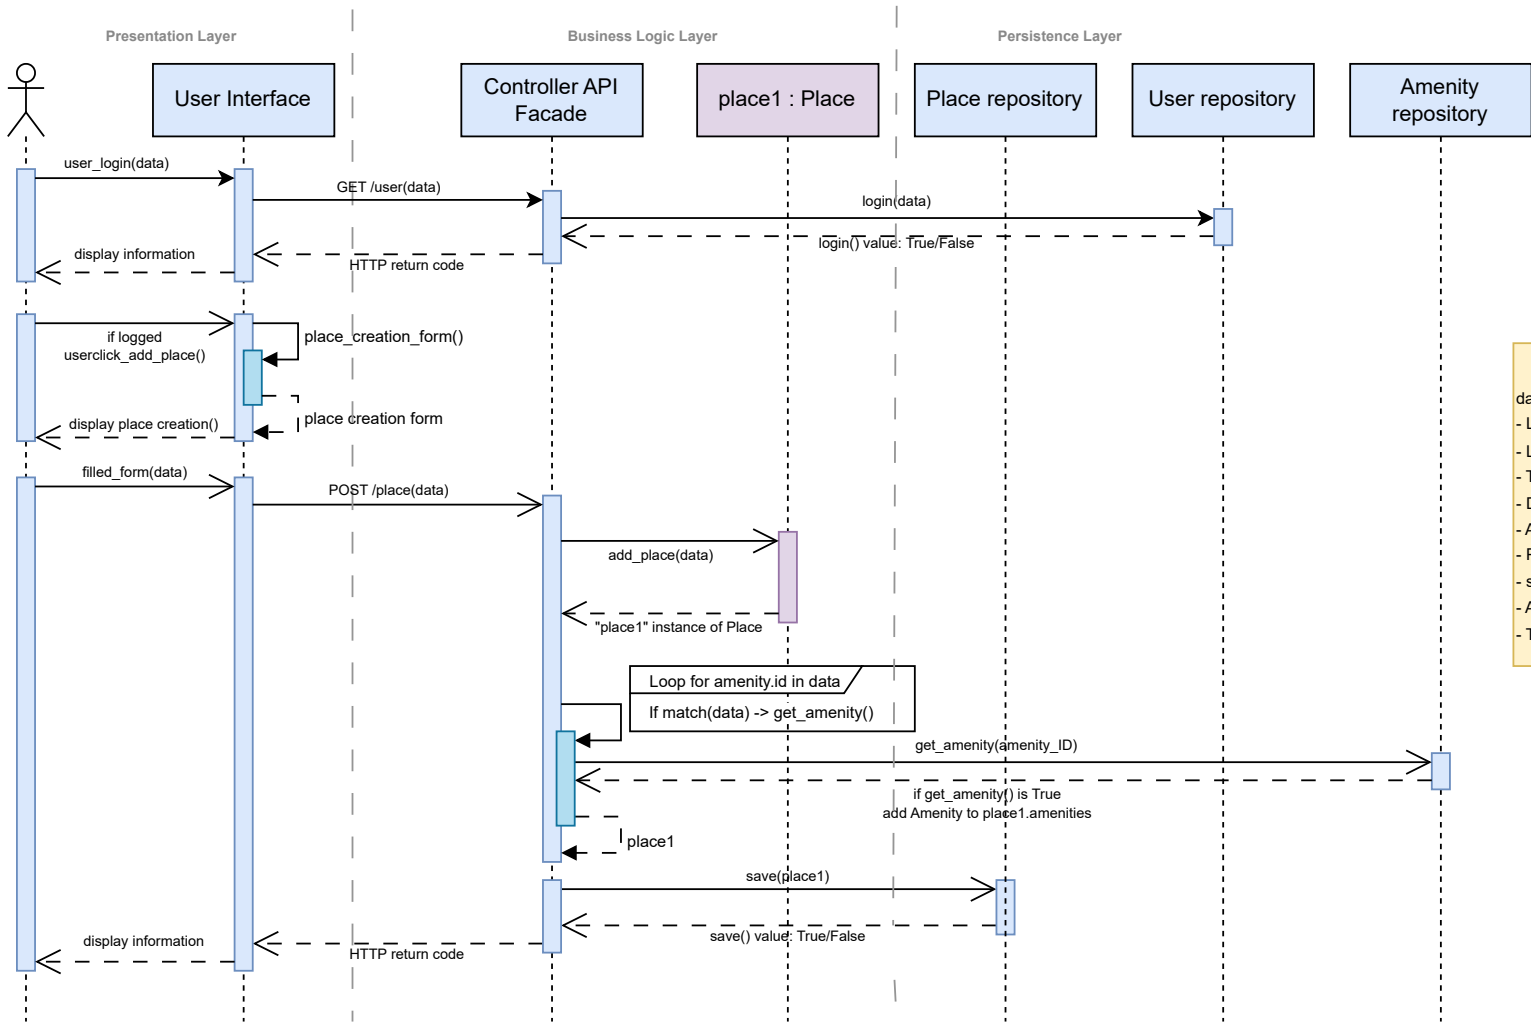 Presentation Layer
Business Logic Layer
Persistence Layer
User Interface
Controller API
Facade
place1 : Place
Place repository
User repository
Amenity
repository
user_login(data)
GET /user(data)
login(data)
login() value: True/False
HTTP return code
display information
if logged
userclick_add_place()
place_creation_form()
place creation form
display place creation()
filled_form(data)
POST /place(data)
add_place(data)
"place1" instance of Place
Loop for amenity.id in data
If match(data) -> get_amenity()
get_amenity(amenity_ID)
if get_amenity() is True
add Amenity to place1.amenities
place1
save(place1)
save() value: True/False
HTTP return code
display information